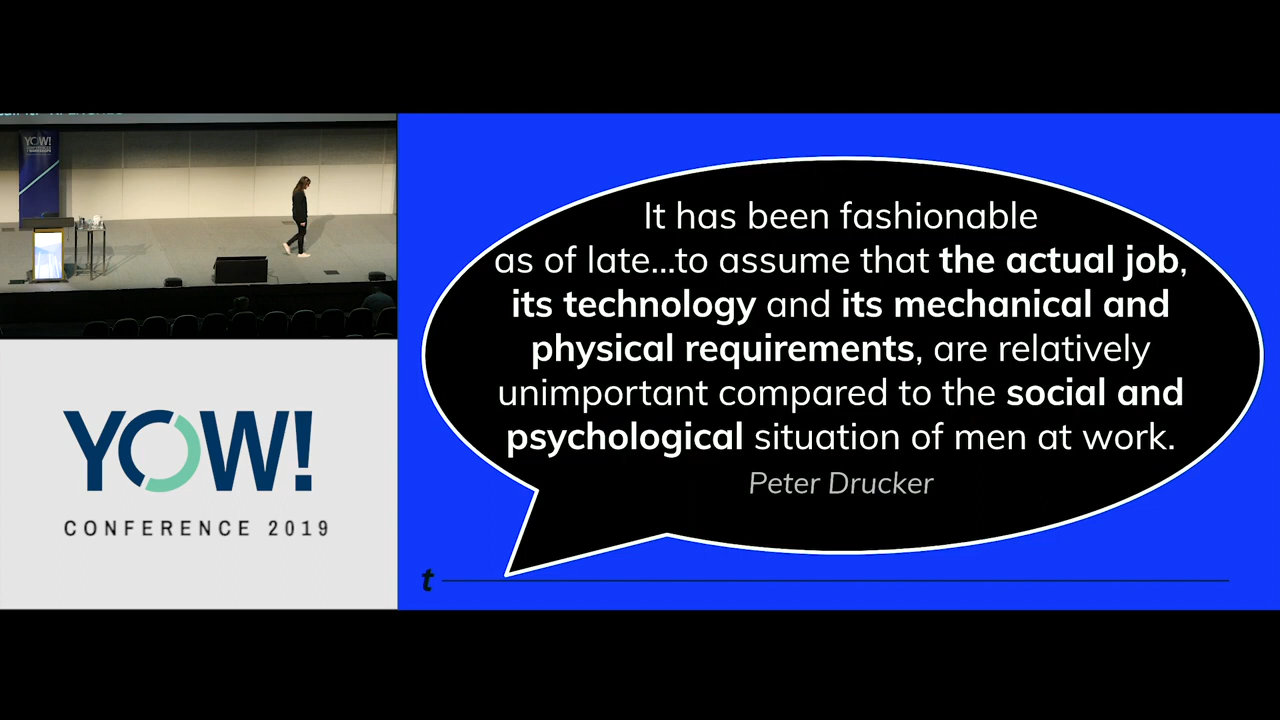 YOW!
YOW!
CONFERENCE 2019
It has been fashionable
as of late...to assume that the actual job,
its technology and its mechanical and
physical requirements, are relatively
unimportant compared to the social and
psychological situation of men at work.
Peter Drucker
t